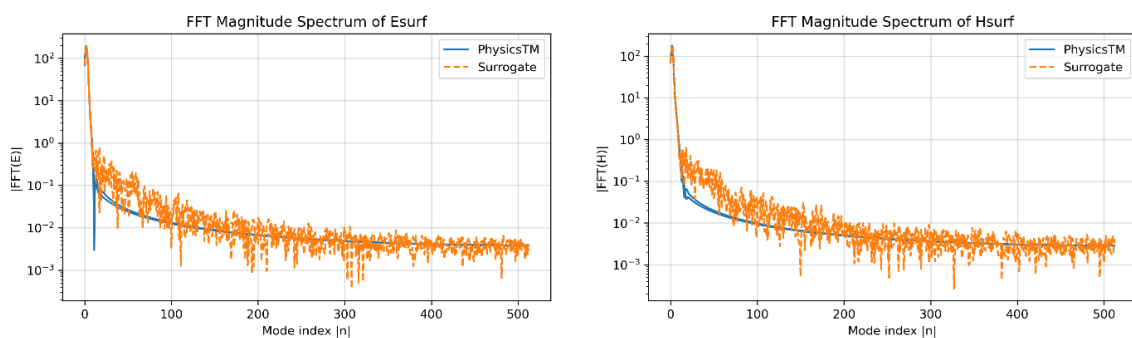 FFT Magnitude Spectrum of Esurf
|FFT(E)|
10²
10¹
10⁰
10⁻¹
10⁻²
10⁻³
PhysicsTM
Surrogate
0 100 200 300 400 500
Mode index |n|
FFT Magnitude Spectrum of Hsurf
|FFT(H)|
10²
10¹
10⁰
10⁻¹
10⁻²
10⁻³
PhysicsTM
Surrogate
0 100 200 300 400 500
Mode index |n|